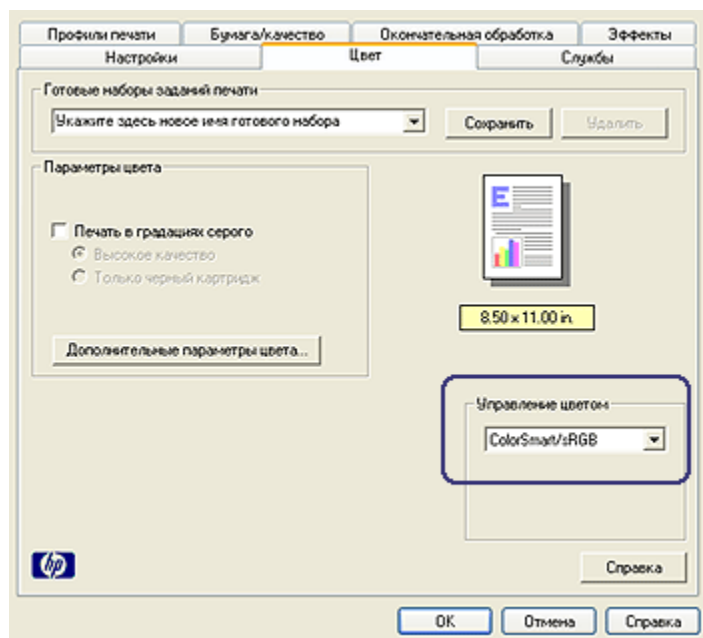 Профили печати Бумага/качество Окончательная обработка Эффекты
Настройки Цвет Службы
Готовые наборы заданий печати
Укажите здесь новое имя готового набора Сохранить Удалить
Параметры цвета
Печать в градациях серого
Высокое качество
Только черный картридж
E
8.50 x 11.00 in.
Дополнительные параметры цвета...
Управление цветом
ColorSmart/sRGB
hp
Справка
OK Отмена Справка